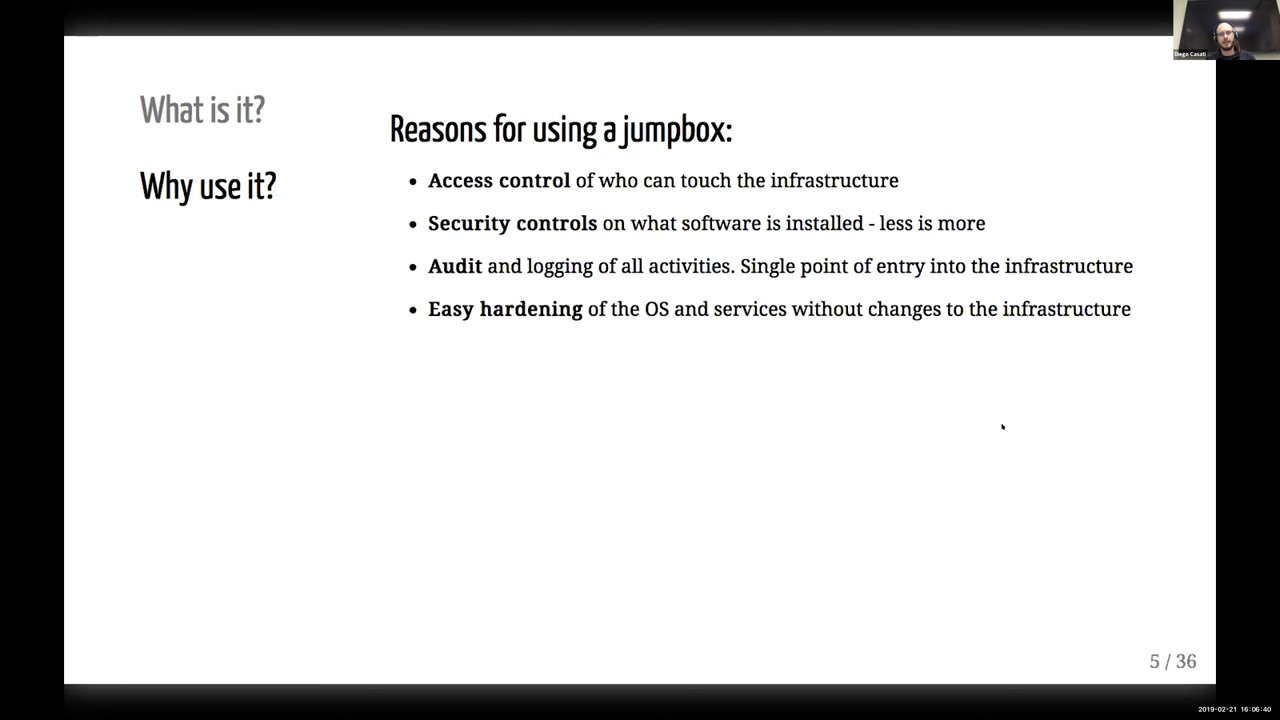 Diego Casati
What is it?
Why use it?
Reasons for using a jumpbox:
• Access control of who can touch the infrastructure
• Security controls on what software is installed - less is more
• Audit and logging of all activities. Single point of entry into the infrastructure
• Easy hardening of the OS and services without changes to the infrastructure
5 / 36
2019-02-21 16:06:40